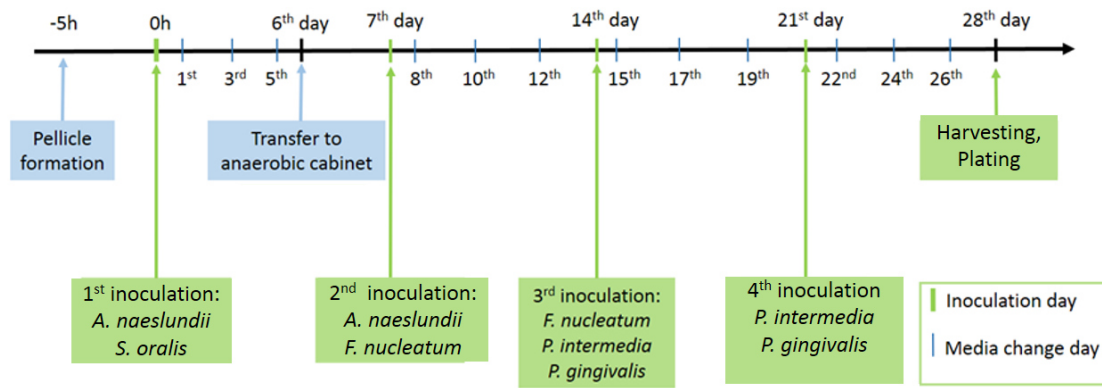 -5h 0h 6th day 7th day 14th day 21st day 28th day
1st 3rd 5th 8th 10th 12th 15th 17th 19th 22nd 24th 26th
Pellicle
formation
Transfer to
anaerobic cabinet
Harvesting,
Plating
1st inoculation:
A. naeslundii
S. oralis
2nd inoculation:
A. naeslundii
F. nucleatum
3rd inoculation:
F. nucleatum
P. intermedia
P. gingivalis
4th inoculation
P. intermedia
P. gingivalis
Inoculation day
Media change day